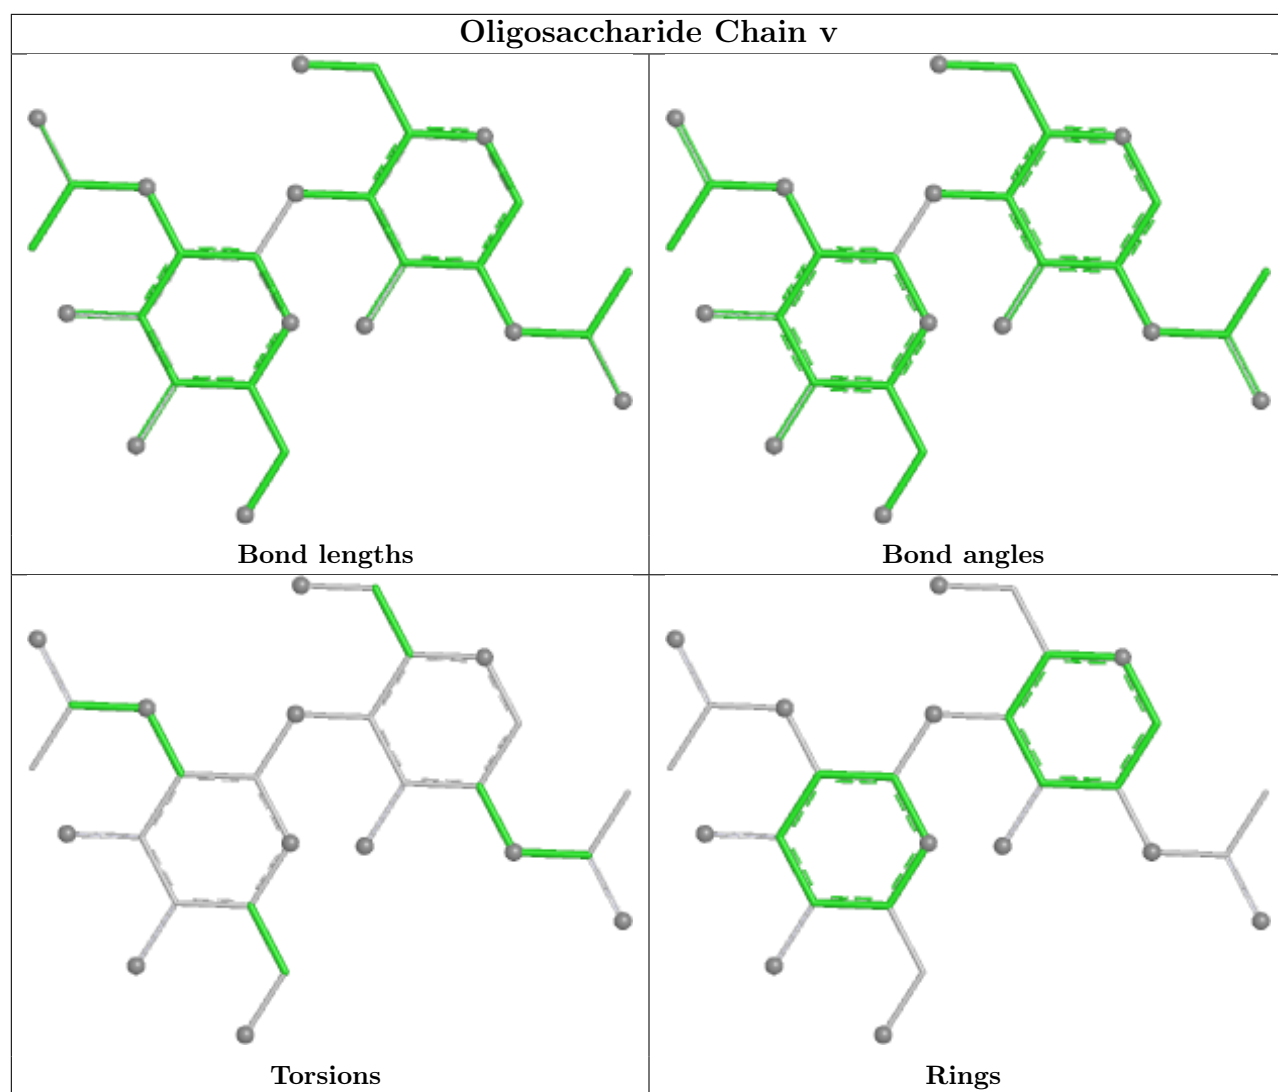 Oligosaccharide Chain v
Bond lengths
Bond angles
Torsions
Rings